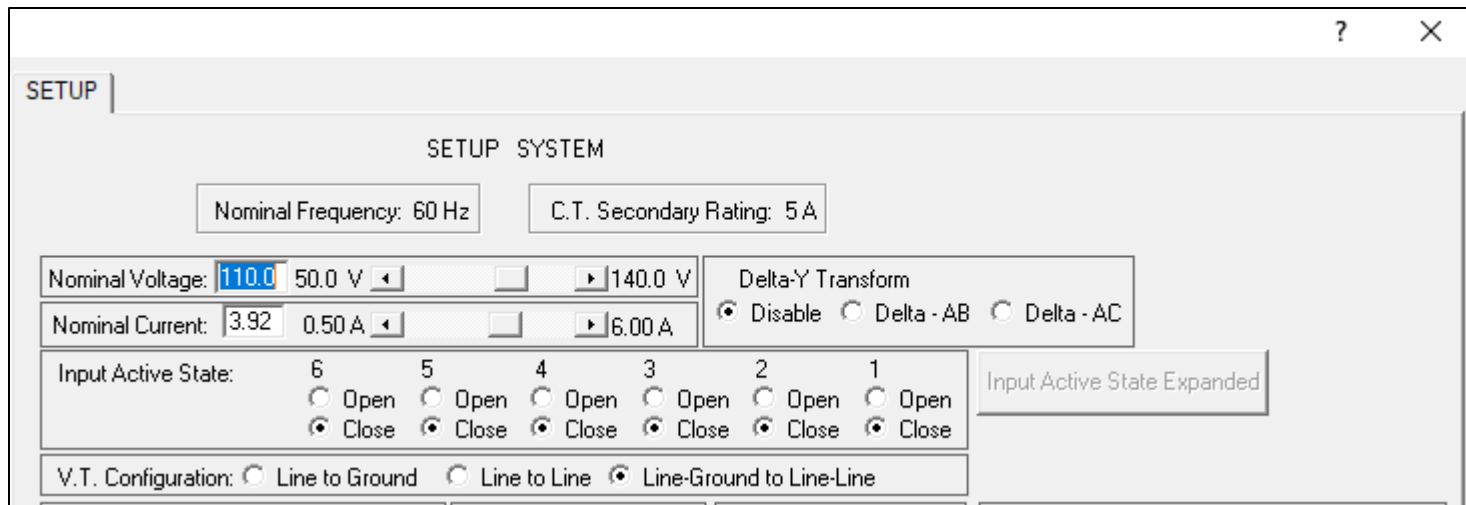 ?
SETUP
SETUP SYSTEM
Nominal Frequency: 60 Hz
C.T. Secondary Rating: 5 A
Nominal Voltage: 110.0 50.0 V 140.0 V
Nominal Current: 3.92 0.50 A 6.00 A
Delta-Y Transform
Disable Delta - AB Delta - AC
Input Active State: 6 5 4 3 2 1
Open Open Open Open Open Open
Close Close Close Close Close Close
Input Active State Expanded
V.T. Configuration: Line to Ground Line to Line Line-Ground to Line-Line